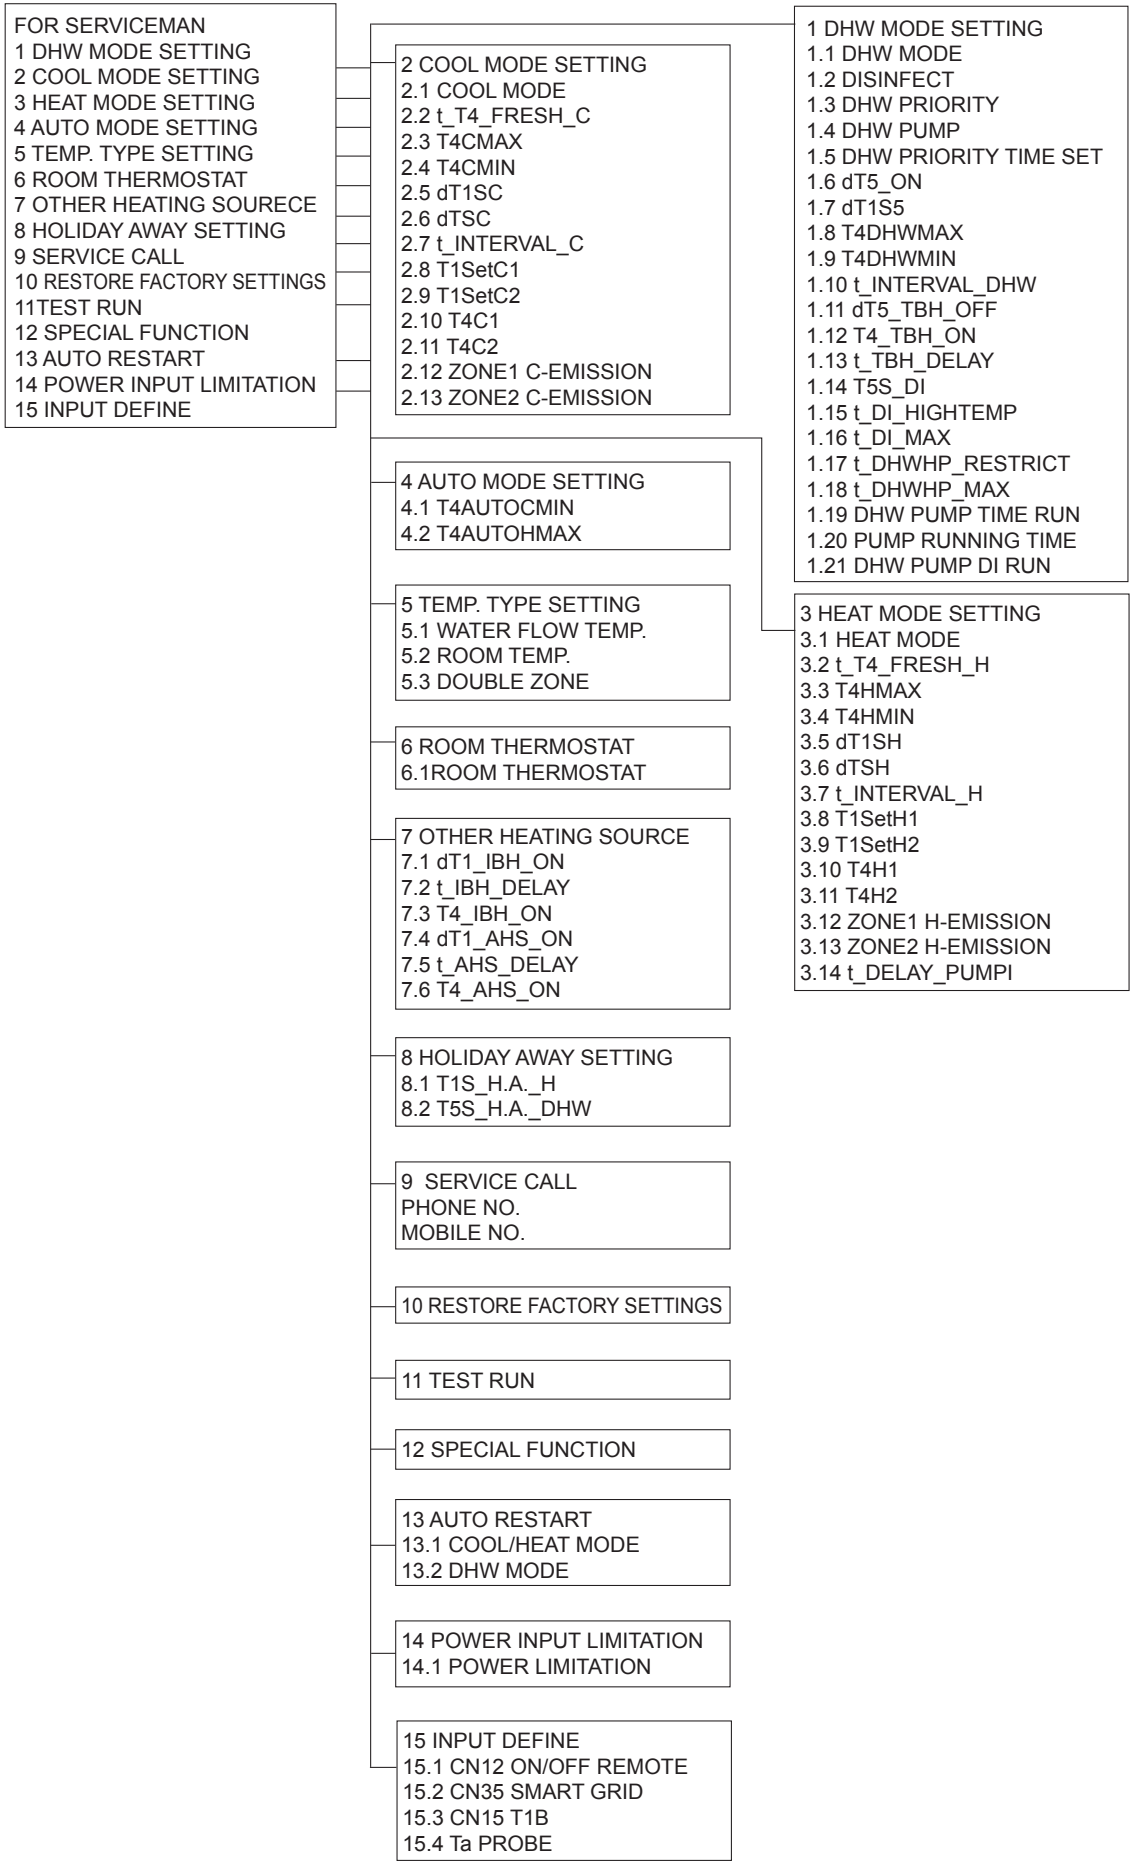 FOR SERVICEMAN
1 DHW MODE SETTING
2 COOL MODE SETTING
3 HEAT MODE SETTING
4 AUTO MODE SETTING
5 TEMP. TYPE SETTING
6 ROOM THERMOSTAT
7 OTHER HEATING SOURECE
8 HOLIDAY AWAY SETTING
9 SERVICE CALL
10 RESTORE FACTORY SETTINGS
11TEST RUN
12 SPECIAL FUNCTION
13 AUTO RESTART
14 POWER INPUT LIMITATION
15 INPUT DEFINE
1 DHW MODE SETTING
1.1 DHW MODE
1.2 DISINFECT
1.3 DHW PRIORITY
1.4 DHW PUMP
1.5 DHW PRIORITY TIME SET
1.6 dT5_ON
1.7 dT1S5
1.8 T4DHWMAX
1.9 T4DHWMIN
1.10 t_INTERVAL_DHW
1.11 dT5_TBH_OFF
1.12 T4_TBH_ON
1.13 t_TBH_DELAY
1.14 T5S_DI
1.15 t_DI_HIGHTEMP
1.16 t_DI_MAX
1.17 t_DHWHP_RESTRICT
1.18 t_DHWHP_MAX
1.19 DHW PUMP TIME RUN
1.20 PUMP RUNNING TIME
1.21 DHW PUMP DI RUN
2 COOL MODE SETTING
2.1 COOL MODE
2.2 t_T4_FRESH_C
2.3 T4CMAX
2.4 T4CMIN
2.5 dT1SC
2.6 dTSC
2.7 t_INTERVAL_C
2.8 T1SetC1
2.9 T1SetC2
2.10 T4C1
2.11 T4C2
2.12 ZONE1 C-EMISSION
2.13 ZONE2 C-EMISSION
3 HEAT MODE SETTING
3.1 HEAT MODE
3.2 t_T4_FRESH_H
3.3 T4HMAX
3.4 T4HMIN
3.5 dT1SH
3.6 dTSH
3.7 t_INTERVAL_H
3.8 T1SetH1
3.9 T1SetH2
3.10 T4H1
3.11 T4H2
3.12 ZONE1 H-EMISSION
3.13 ZONE2 H-EMISSION
3.14 t_DELAY_PUMPI
4 AUTO MODE SETTING
4.1 T4AUTOCMIN
4.2 T4AUTOHMAX
5 TEMP. TYPE SETTING
5.1 WATER FLOW TEMP.
5.2 ROOM TEMP.
5.3 DOUBLE ZONE
6 ROOM THERMOSTAT
6.1ROOM THERMOSTAT
7 OTHER HEATING SOURCE
7.1 dT1_IBH_ON
7.2 t_IBH_DELAY
7.3 T4_IBH_ON
7.4 dT1_AHS_ON
7.5 t_AHS_DELAY
7.6 T4_AHS_ON
8 HOLIDAY AWAY SETTING
8.1 T1S_H.A._H
8.2 T5S_H.A._DHW
9 SERVICE CALL
PHONE NO.
MOBILE NO.
10 RESTORE FACTORY SETTINGS
11 TEST RUN
12 SPECIAL FUNCTION
13 AUTO RESTART
13.1 COOL/HEAT MODE
13.2 DHW MODE
14 POWER INPUT LIMITATION
14.1 POWER LIMITATION
15 INPUT DEFINE
15.1 CN12 ON/OFF REMOTE
15.2 CN35 SMART GRID
15.3 CN15 T1B
15.4 Ta PROBE